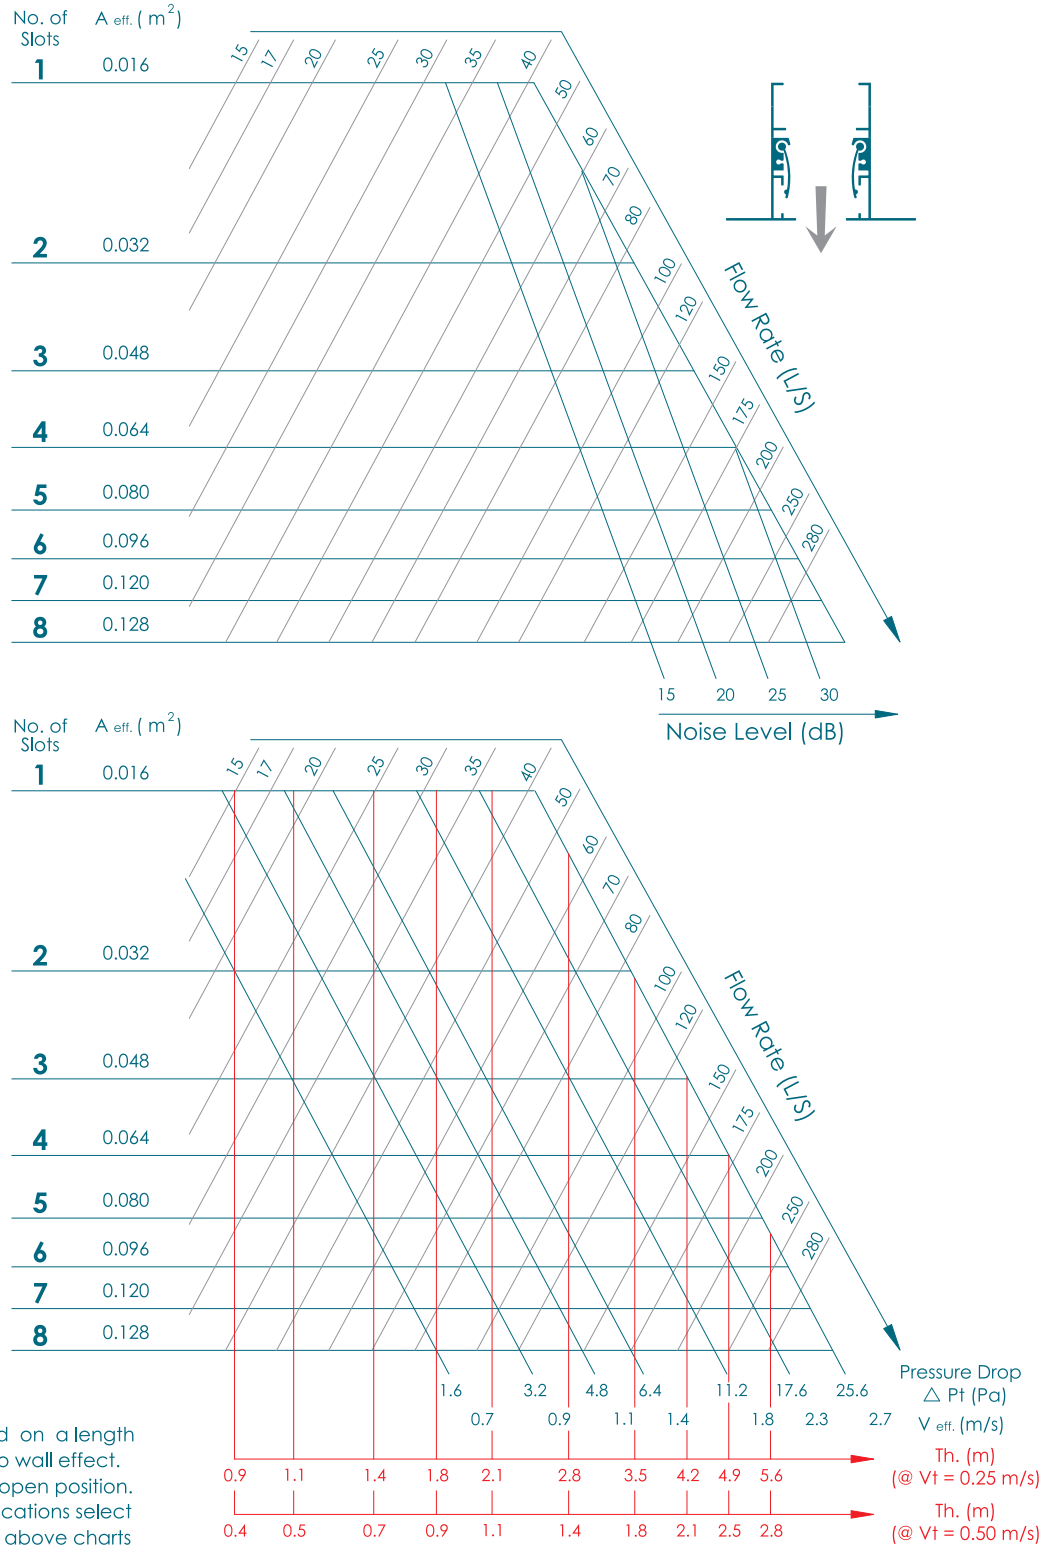 No. of Slots A eff. ( m2 )
15 17 20 25 30 35 40
1 0.016
50
60
70
80
2 0.032
100
120
Flow Rate (L/S)
3 0.048
150
175
4 0.064
200
5 0.080
250
280
6 0.096
7 0.120
8 0.128
15 20 25 30
Noise Level (dB)
No. of Slots A eff. ( m2 )
15 17 20 25 30 35 40
1 0.016
50
60
70
80
2 0.032
100
120
Flow Rate (L/S)
3 0.048
150
175
4 0.064
200
5 0.080
250
280
6 0.096
7 0.120
8 0.128
1.6 3.2 4.8 6.4 11.2 17.6 25.6
Pressure Drop
△ Pt (Pa)
0.7 0.9 1.1 1.4 1.8 2.3 2.7 V eff. (m/s)
on a length
wall effect.
open position.
cations select
above charts
0.9 1.1 1.4 1.8 2.1 2.8 3.5 4.2 4.9 5.6
Th. (m)
(@ Vt = 0.25 m/s)
0.4 0.5 0.7 0.9 1.1 1.4 1.8 2.1 2.5 2.8
Th. (m)
(@ Vt = 0.50 m/s)